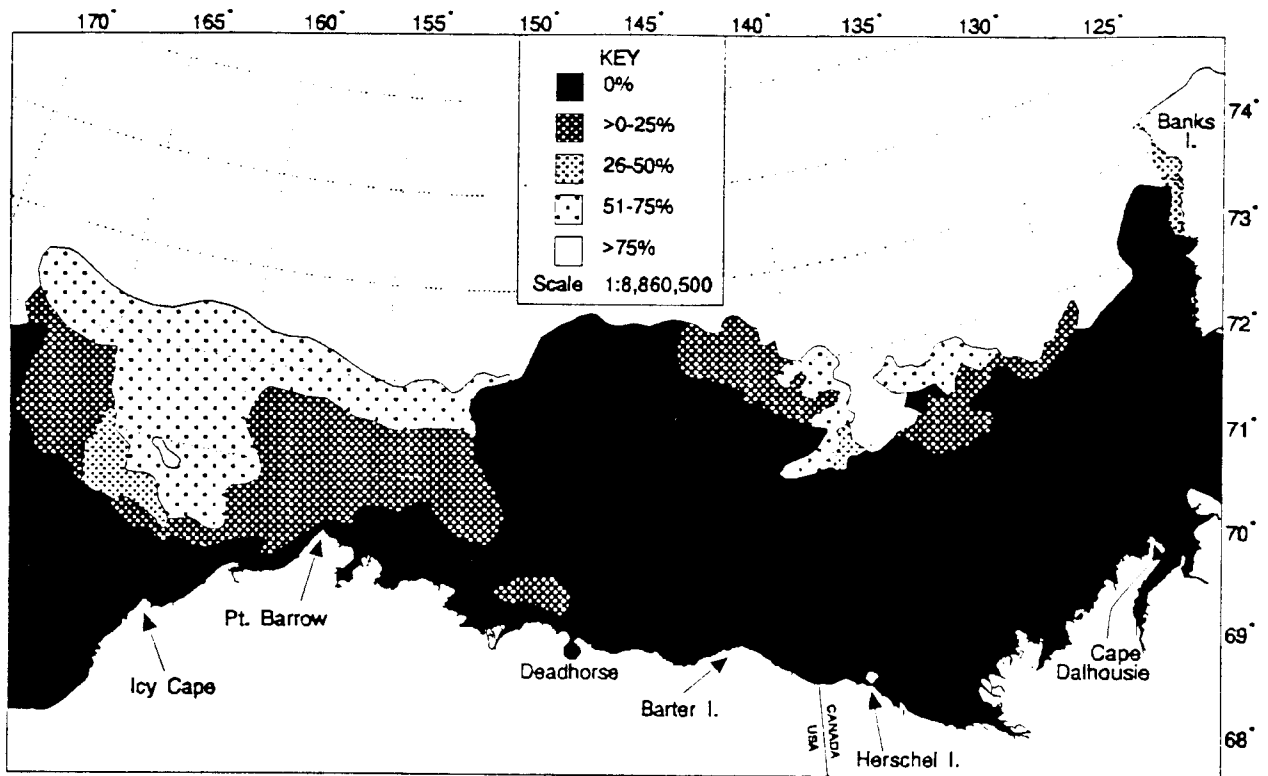 170° 165° 160° 155° 150° 145° 140° 135° 130° 125°
KEY
0%
>0-25%
26-50%
51-75%
>75%
Scale 1:8,860,500
Banks
I.
74°
73°
72°
71°
70°
69°
68°
Pt. Barrow
Icy Cape
Deadhorse
Barter I.
CANADA
USA
Herschel I.
Cape
Dalhousie